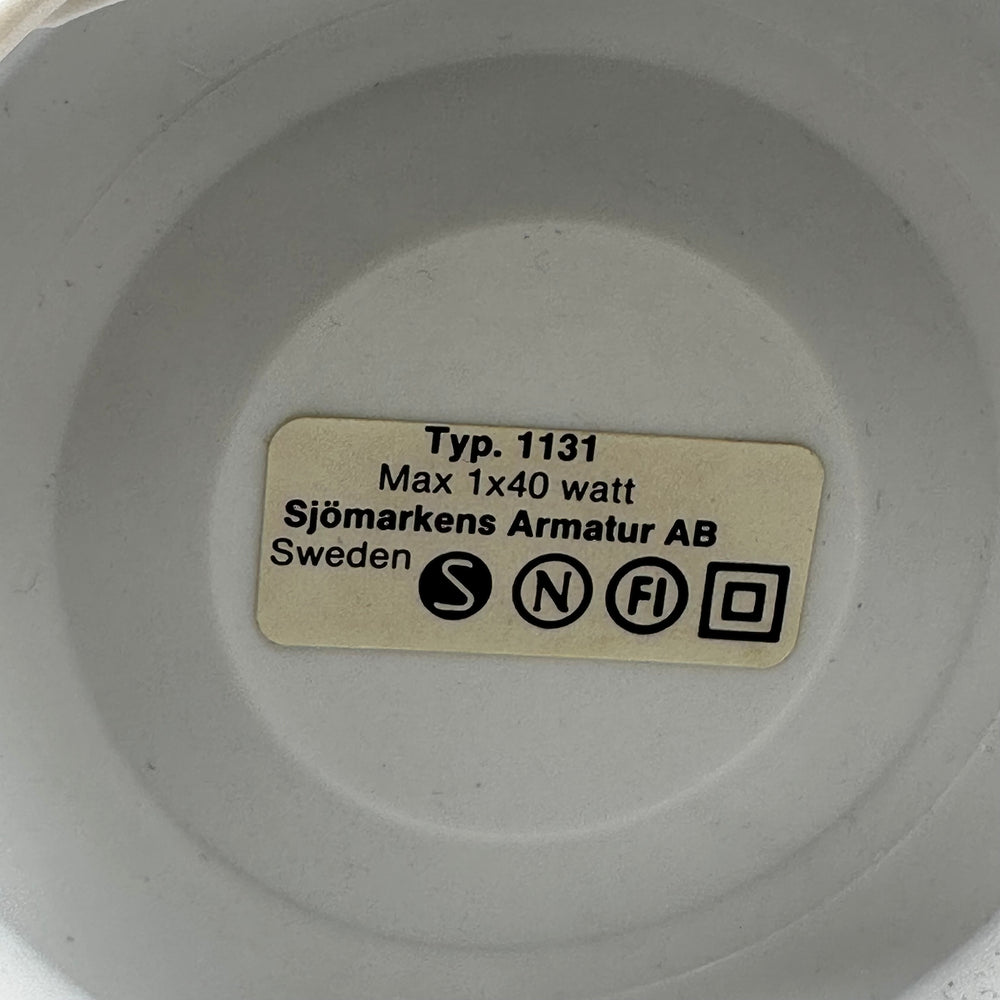 Typ. 1131
Max 1x40 watt
Sjömarkens Armatur AB
Sweden S N FI